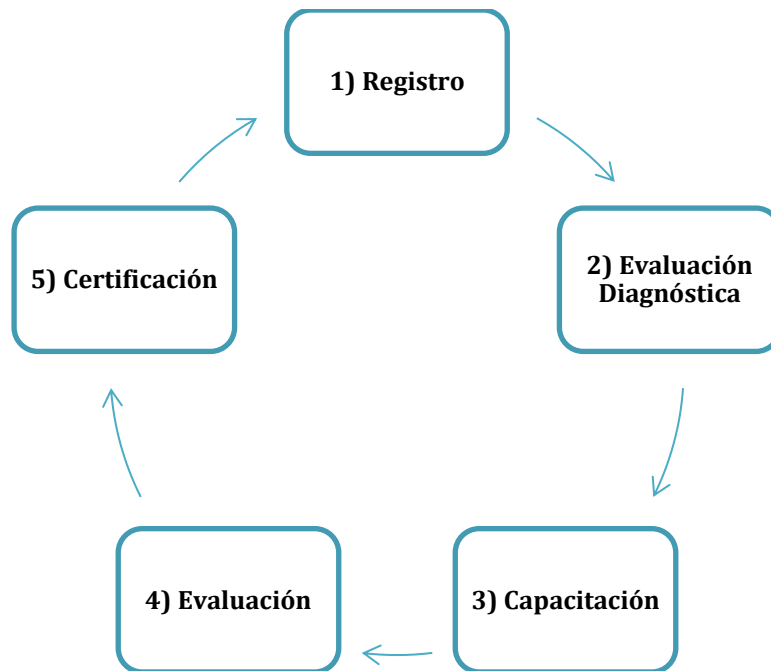 1) Registro
2) Evaluación
Diagnóstica
3) Capacitación
4) Evaluación
5) Certificación